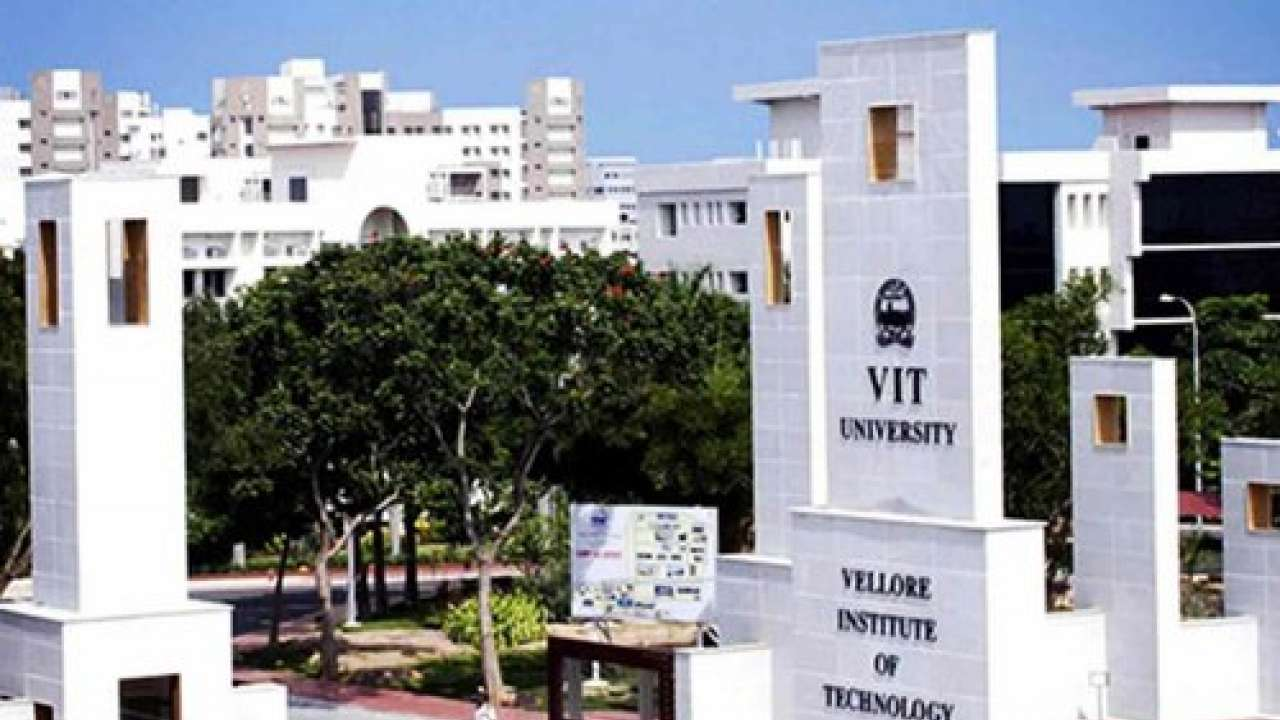 VIT
UNIVERSITY
VELLORE
INSTITUTE
OF
TECHNOLOGY